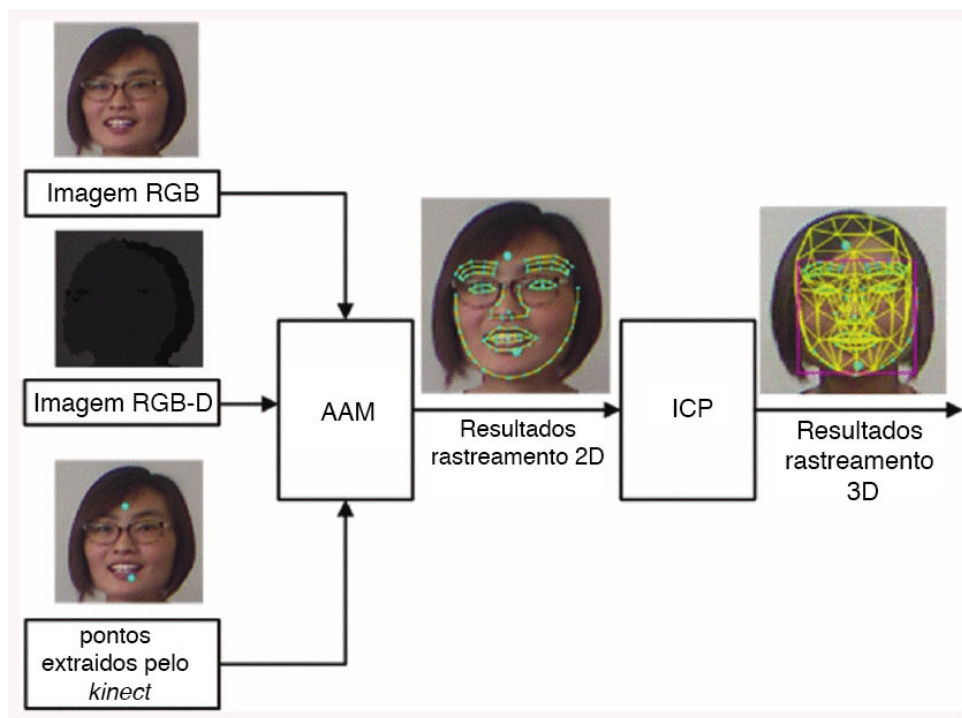 Imagem RGB
Imagem RGB-D
AAM
Resultados
rastreamento 2D
ICP
Resultados
rastreamento
3D
pontos
extraidos pelo
kinect